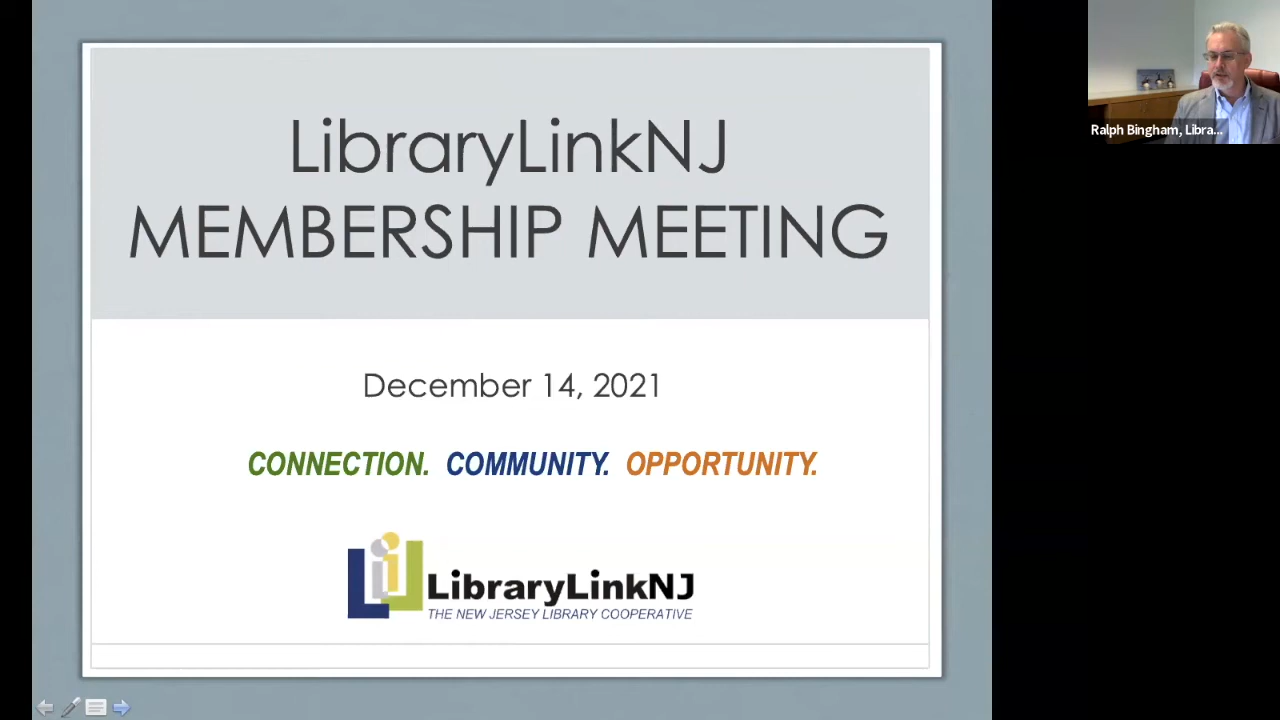 LibraryLinkNJ
MEMBERSHIP MEETING
December 14, 2021
CONNECTION. COMMUNITY. OPPORTUNITY.
LibraryLinkNJ
THE NEW JERSEY LIBRARY COOPERATIVE
Ralph Bingham, Libra...